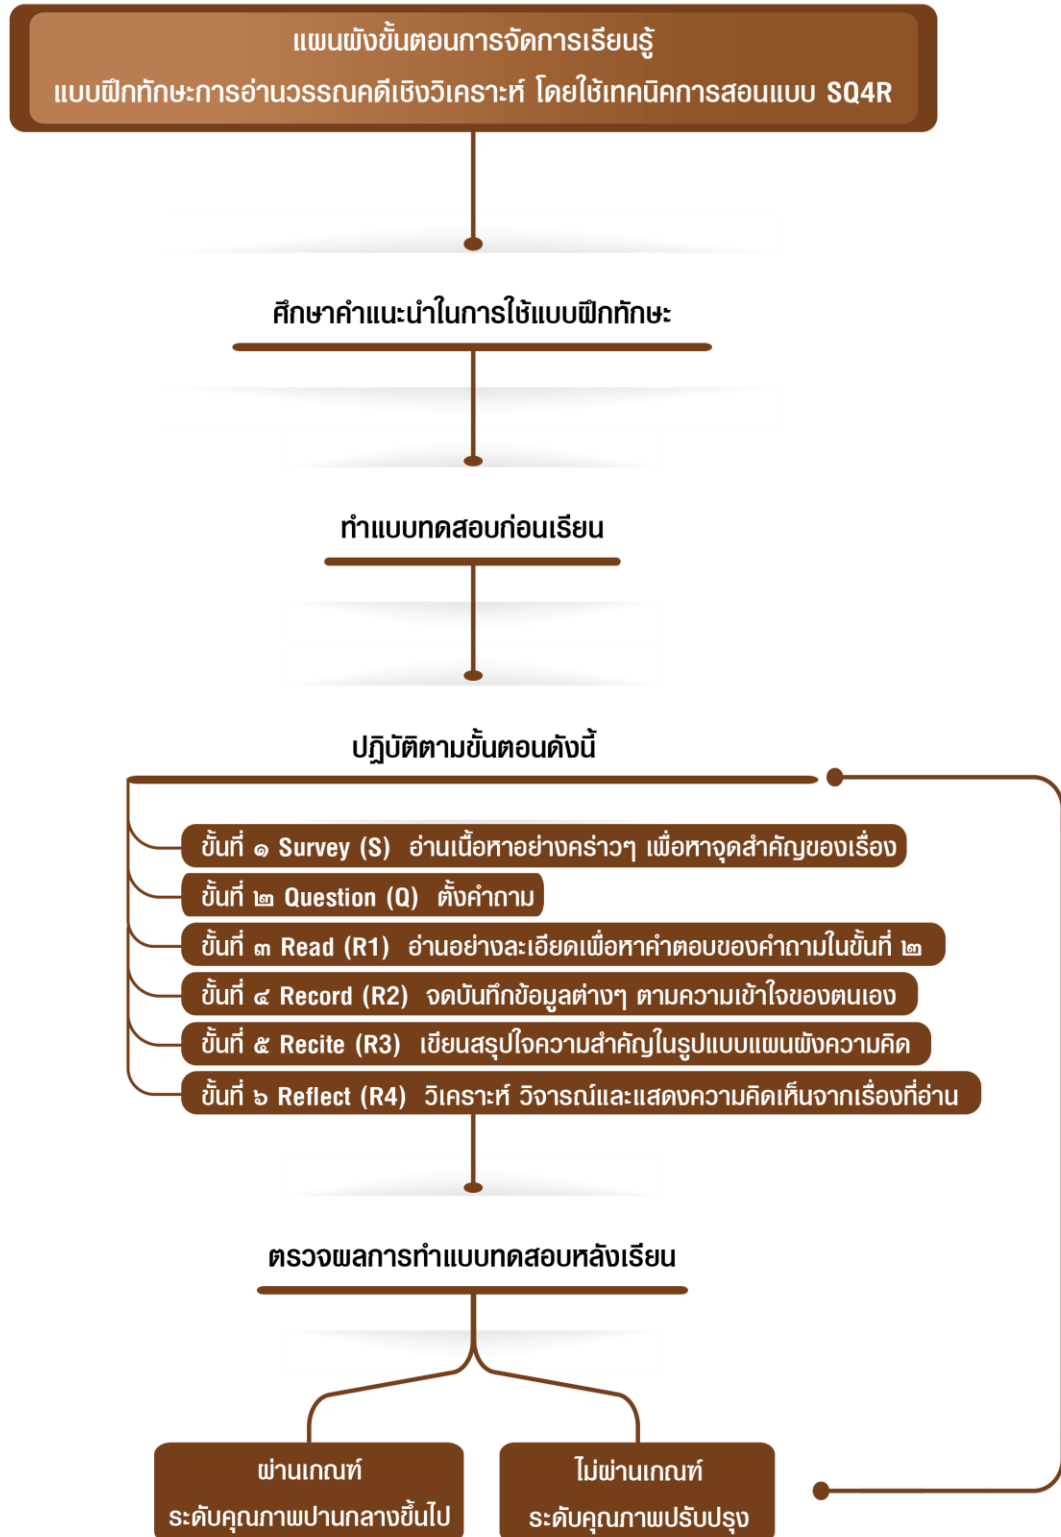 แผนผังขั้นตอนการจัดการเรียนรู้
แบบฝึกทักษะการอ่านวรรณคดีเชิงวิเคราะห์ โดยใช้เทคนิคการสอนแบบ SQ4R
ศึกษาคำแนะนำในการใช้แบบฝึกทักษะ
ทำแบบทดสอบก่อนเรียน
ปฏิบัติตามขั้นตอนดังนี้
ขั้นที่ ๑ Survey (S) อ่านเนื้อหาอย่างคร่าวๆ เพื่อหาจุดสำคัญของเรื่อง
ขั้นที่ ๒ Question (Q) ตั้งคำถาม
ขั้นที่ ๓ Read (R1) อ่านอย่างละเอียดเพื่อหาคำตอบของคำถามในขั้นที่ ๒
ขั้นที่ ๔ Record (R2) จดบันทึกข้อมูลต่างๆ ตามความเข้าใจของตนเอง
ขั้นที่ ๕ Recite (R3) เขียนสรุปใจความสำคัญในรูปแบบแผนผังความคิด
ขั้นที่ ๖ Reflect (R4) วิเคราะห์ วิจารณ์และแสดงความคิดเห็นจากเรื่องที่อ่าน
ตรวจผลการทำแบบทดสอบหลังเรียน
ผ่านเกณฑ์
ระดับคุณภาพปานกลางขึ้นไป
ไม่ผ่านเกณฑ์
ระดับคุณภาพปรับปรุง